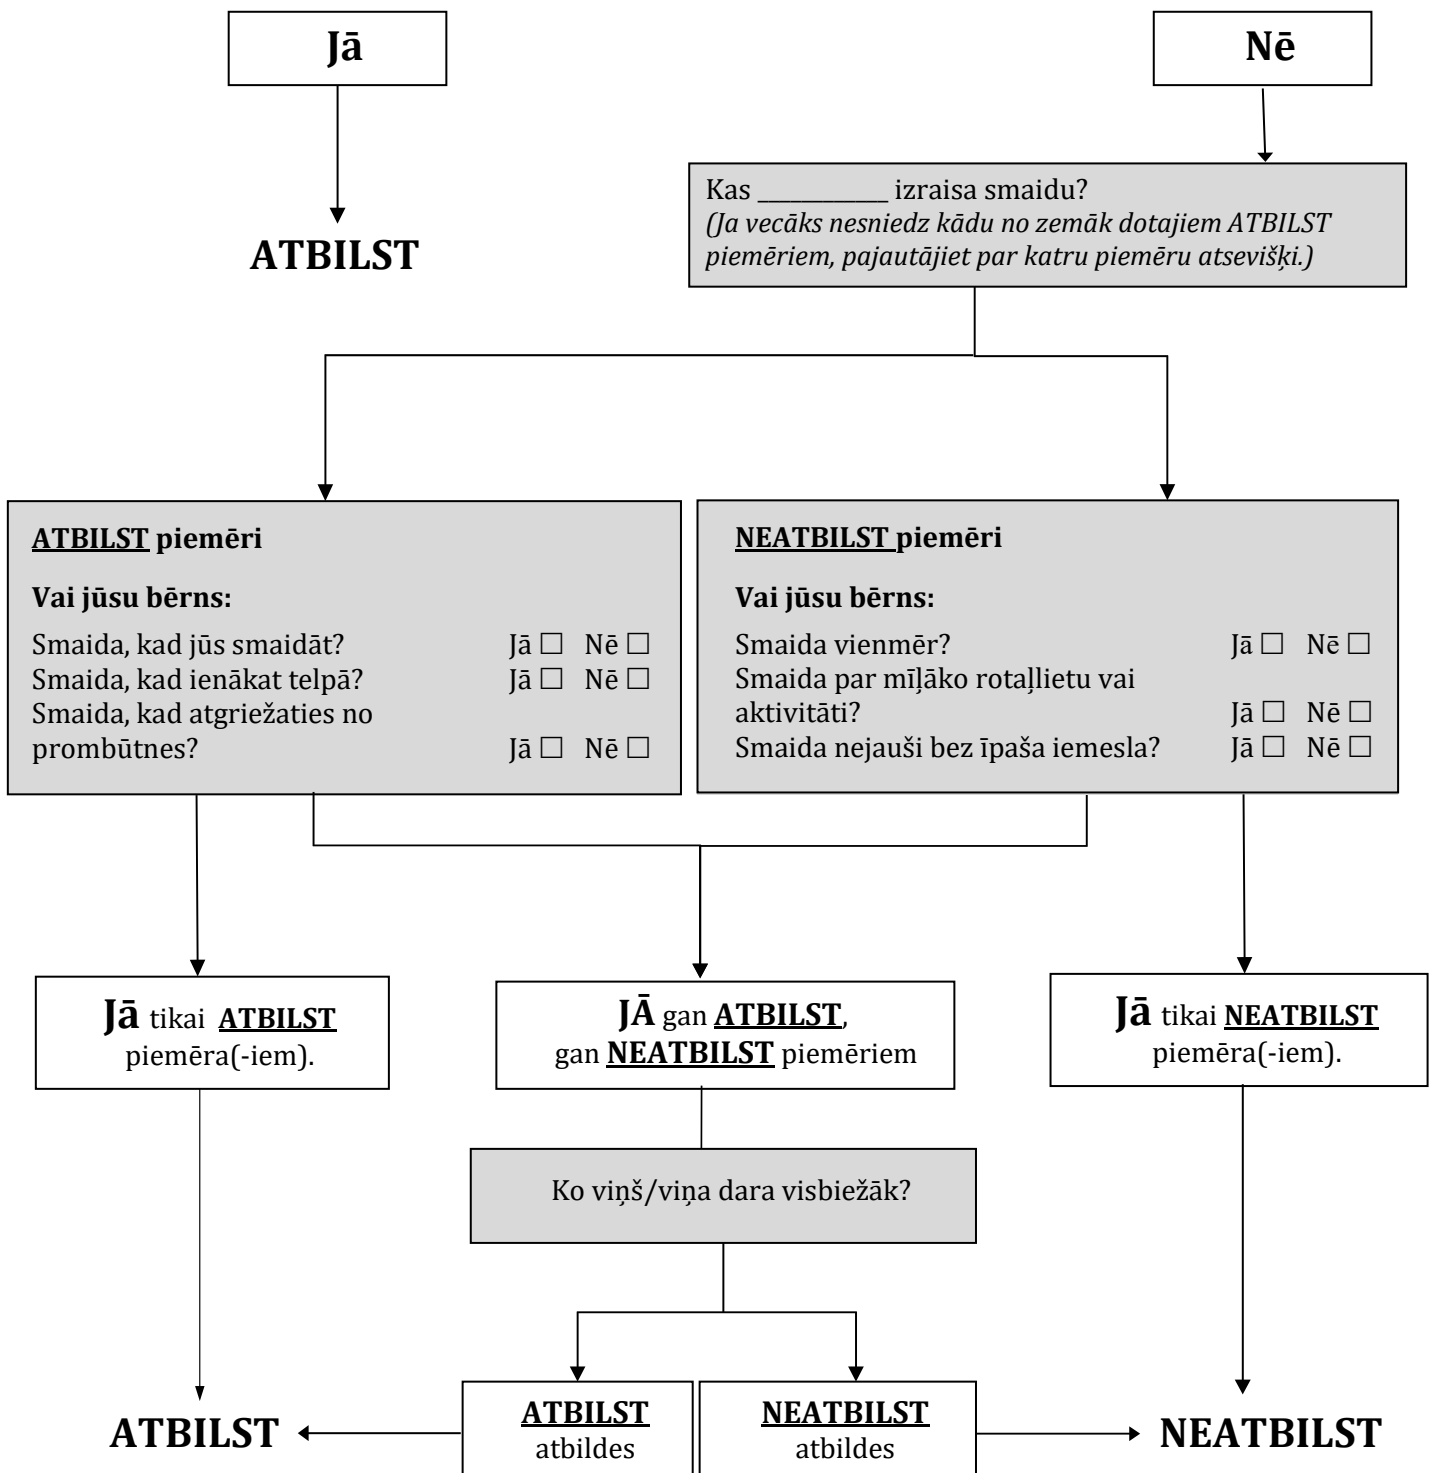 Jā
Nē
Kas ___________ izraisa smaidu?
(Ja vecāks nesniedz kādu no zemāk dotajiem ATBILST
piemēriem, pajautājiet par katru piemēru atsevišķi.)
ATBILST
ATBILST piemēri
Vai jūsu bērns:
Smaida, kad jūs smaidāt? Jā ☐ Nē ☐
Smaida, kad ienākat telpā? Jā ☐ Nē ☐
Smaida, kad atgriežaties no
prombūtnes? Jā ☐ Nē ☐
NEATBILST piemēri
Vai jūsu bērns:
Smaida vienmēr? Jā ☐ Nē ☐
Smaida par mīļāko rotaļlietu vai
aktivitāti? Jā ☐ Nē ☐
Smaida nejauši bez īpaša iemesla? Jā ☐ Nē ☐
Jā tikai ATBILST
piemēra(-iem).
JĀ gan ATBILST,
gan NEATBILST piemēriem
Jā tikai NEATBILST
piemēra(-iem).
Ko viņš/viņa dara visbiežāk?
ATBILST
ATBILST
atbildes
NEATBILST
atbildes
NEATBILST